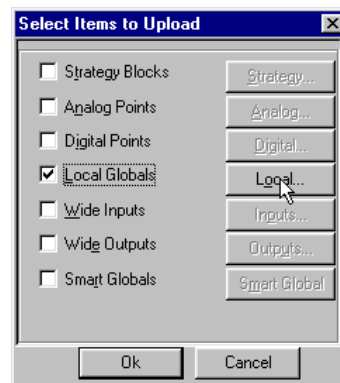 Select Items to Upload
Strategy Blocks Strategy...
Analog Points Analog...
Digital Points Digital...
Local Globals Local...
Wide Inputs Inputs...
Wide Outputs Outputs...
Smart Globals Smart Global
Ok Cancel